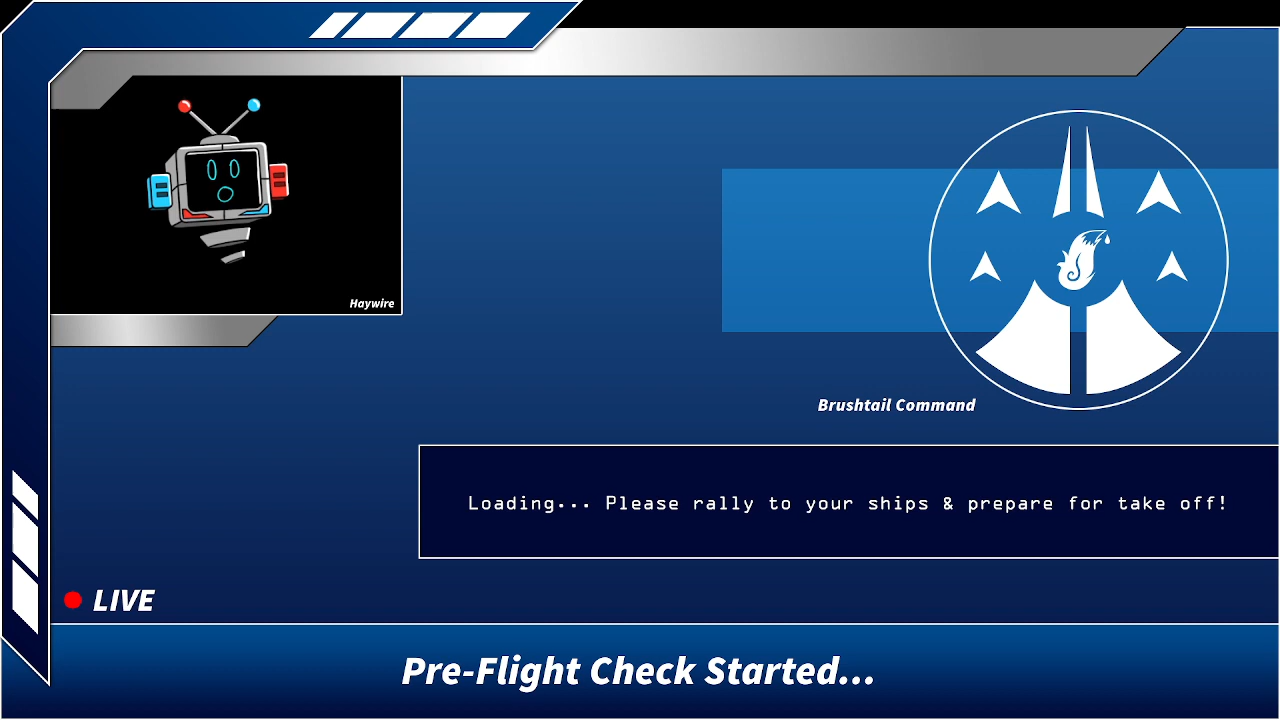 Haywire
Brushtail Command
Loading... Please rally to your ships & prepare for take off!
LIVE
Pre-Flight Check Started...